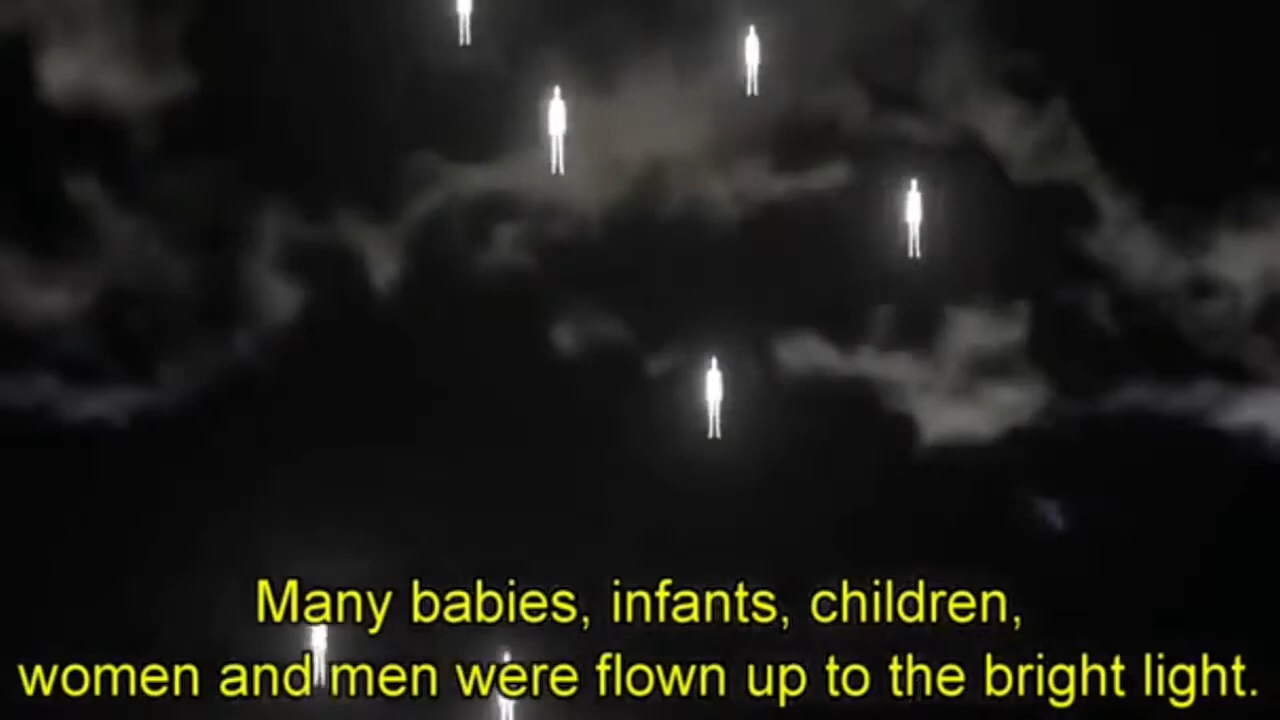 Many babies, infants, children,
women and men were flown up to the bright light.